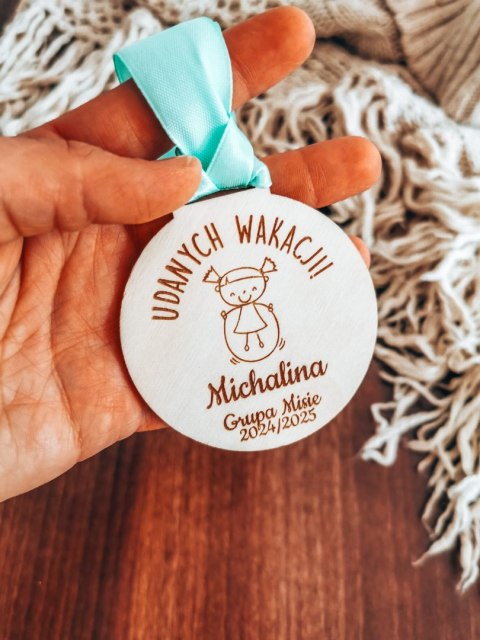 UDANYCH WAKACJI!
Michalina
Grupa Misie
2024/2025